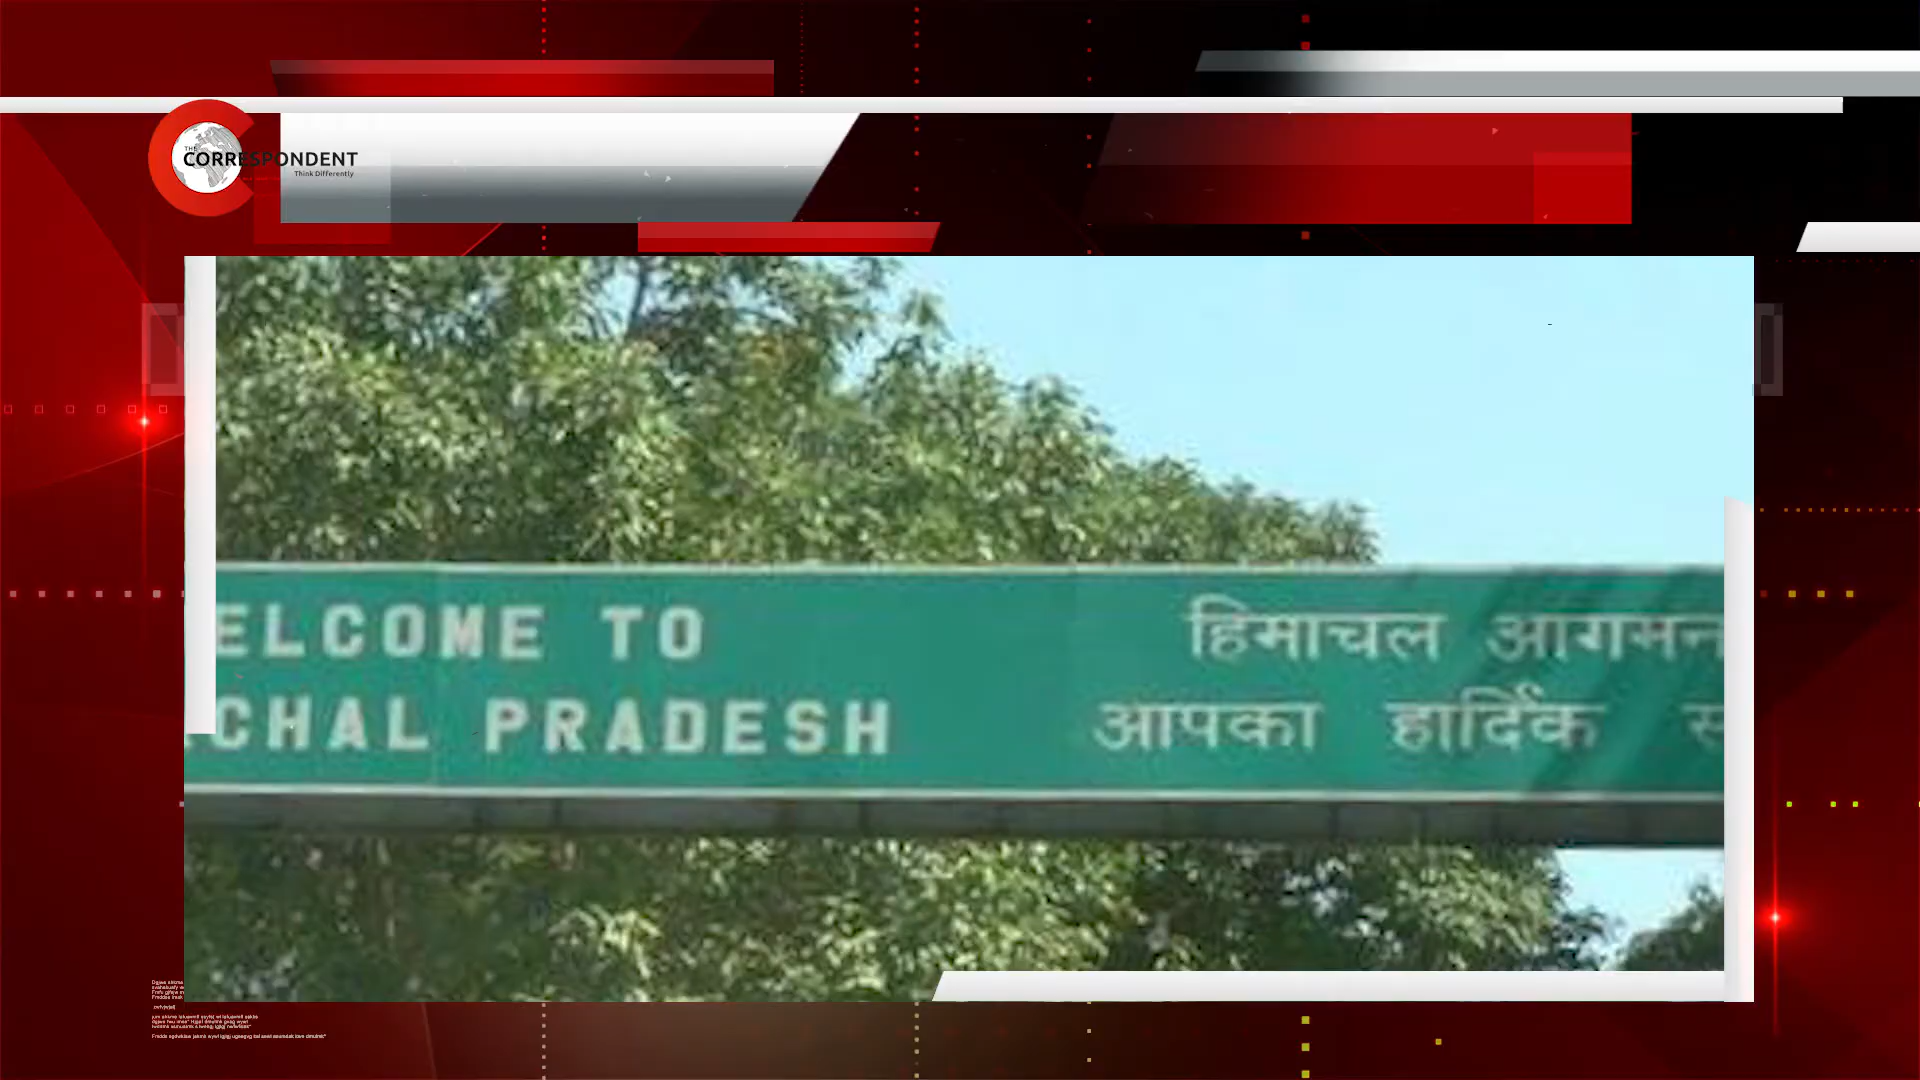 THE
CORRESPONDENT
Think Differently
ELCOME TO
CHAL PRADESH
हिमाचल आगमन
आपका हार्दिक स